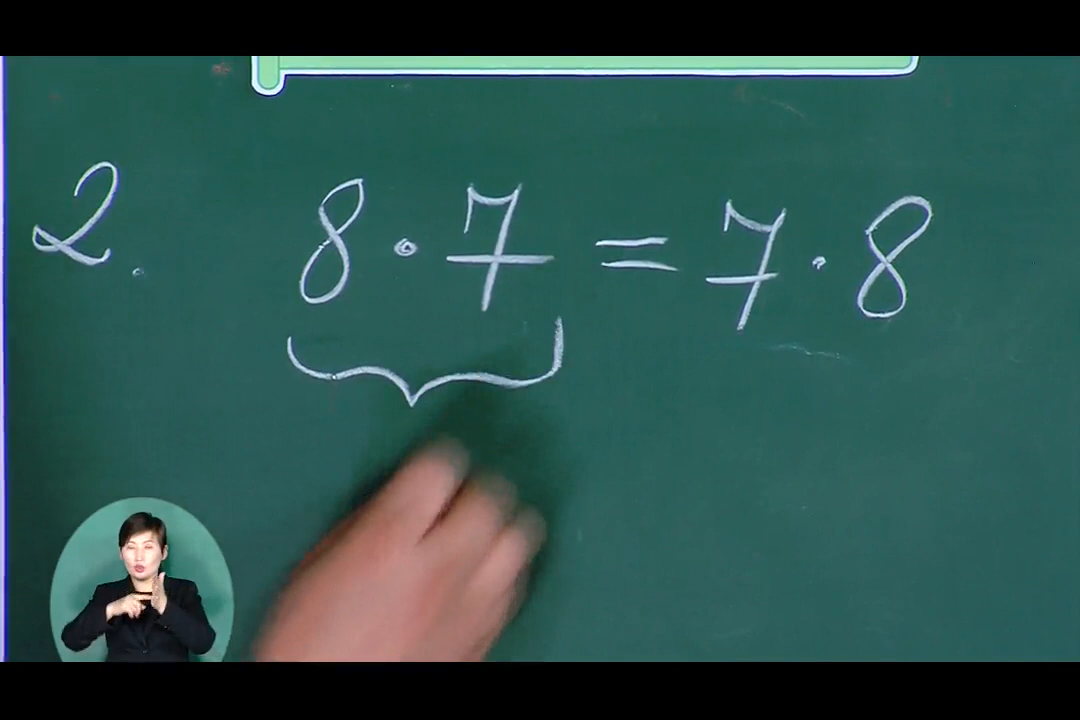 2. 8 · 7 = 7 · 8